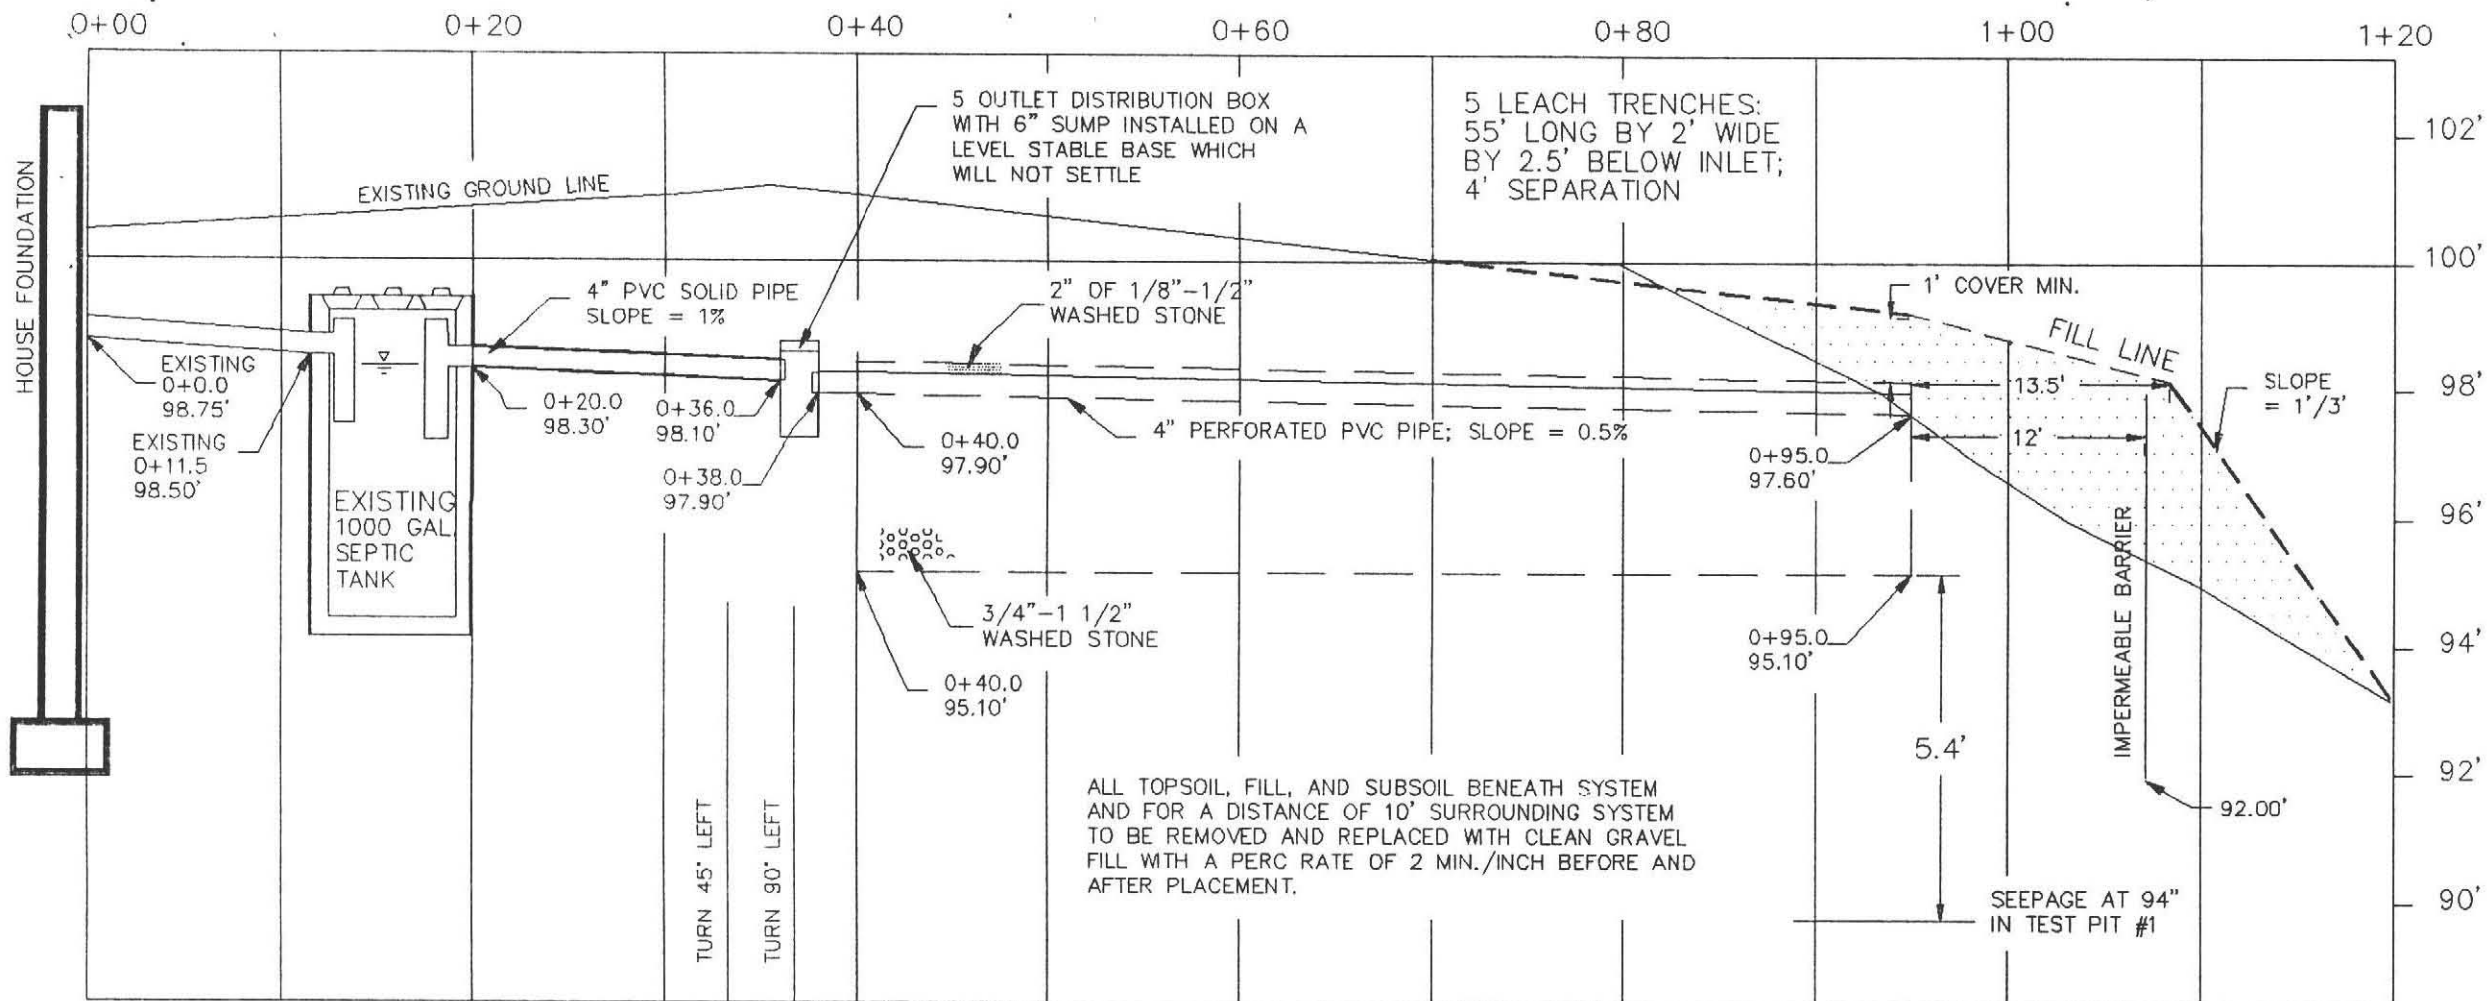 0+00 0+20 0+40 0+60 0+80 1+00 1+20
5 OUTLET DISTRIBUTION BOX
WITH 6" SUMP INSTALLED ON A
LEVEL STABLE BASE WHICH
WILL NOT SETTLE
5 LEACH TRENCHES:
55' LONG BY 2' WIDE
BY 2.5' BELOW INLET;
4' SEPARATION
102'
100'
98'
96'
94'
92'
90'
HOUSE FOUNDATION
EXISTING GROUND LINE
4" PVC SOLID PIPE
SLOPE = 1%
2" OF 1/8"-1/2"
WASHED STONE
1' COVER MIN.
FILL LINE
SLOPE
= 1'/3'
EXISTING
0+0.0
98.75'
EXISTING
0+11.5
98.50'
0+20.0
98.30'
0+36.0
98.10'
0+38.0
97.90'
0+40.0
97.90'
4" PERFORATED PVC PIPE; SLOPE = 0.5%
0+95.0
97.60'
13.5'
12'
EXISTING
1000 GAL
SEPTIC
TANK
3/4"-1 1/2"
WASHED STONE
0+40.0
95.10'
0+95.0
95.10'
IMPERMEABLE BARRIER
92.00'
5.4'
TURN 45° LEFT
TURN 90° LEFT
ALL TOPSOIL, FILL, AND SUBSOIL BENEATH SYSTEM
AND FOR A DISTANCE OF 10' SURROUNDING SYSTEM
TO BE REMOVED AND REPLACED WITH CLEAN GRAVEL
FILL WITH A PERC RATE OF 2 MIN./INCH BEFORE AND
AFTER PLACEMENT.
SEEPAGE AT 94"
IN TEST PIT #1